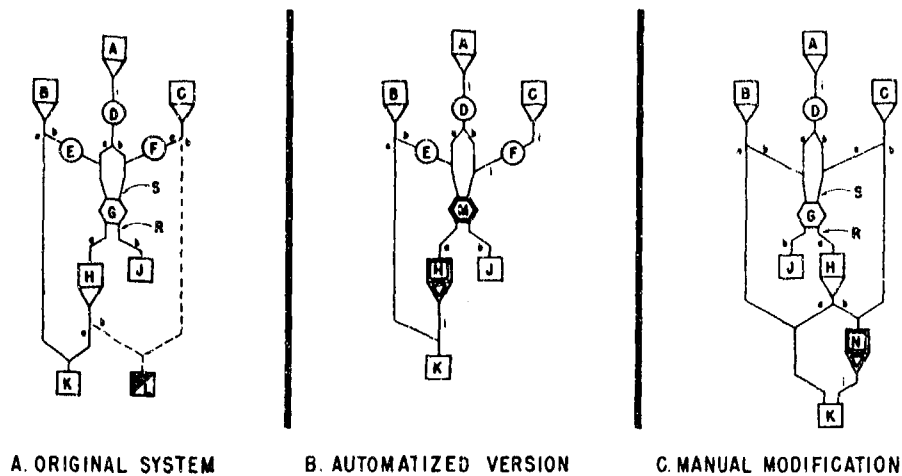 A A A
B C B C B C
D D D
a b E F a b a b a b E F a b a b
S S
G M G
R R
a b a b b a
H J H J J H
a b a b
N
K K K
A. ORIGINAL SYSTEM B. AUTOMATIZED VERSION C. MANUAL MODIFICATION